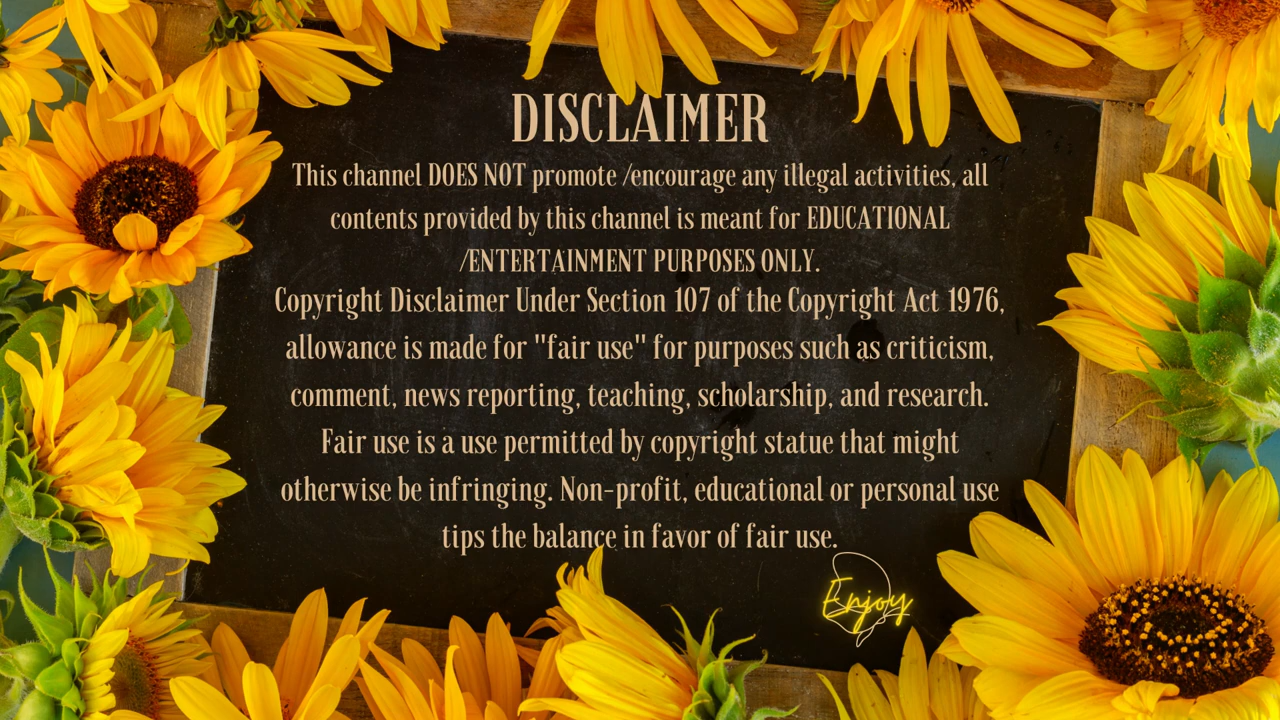 DISCLAIMER
This channel DOES NOT promote /encourage any illegal activities, all
contents provided by this channel is meant for EDUCATIONAL
/ENTERTAINMENT PURPOSES ONLY.
Copyright Disclaimer Under Section 107 of the Copyright Act 1976,
allowance is made for "fair use" for purposes such as criticism,
comment, news reporting, teaching, scholarship, and research.
Fair use is a use permitted by copyright statue that might
otherwise be infringing. Non-profit, educational or personal use
tips the balance in favor of fair use.
Enjoy